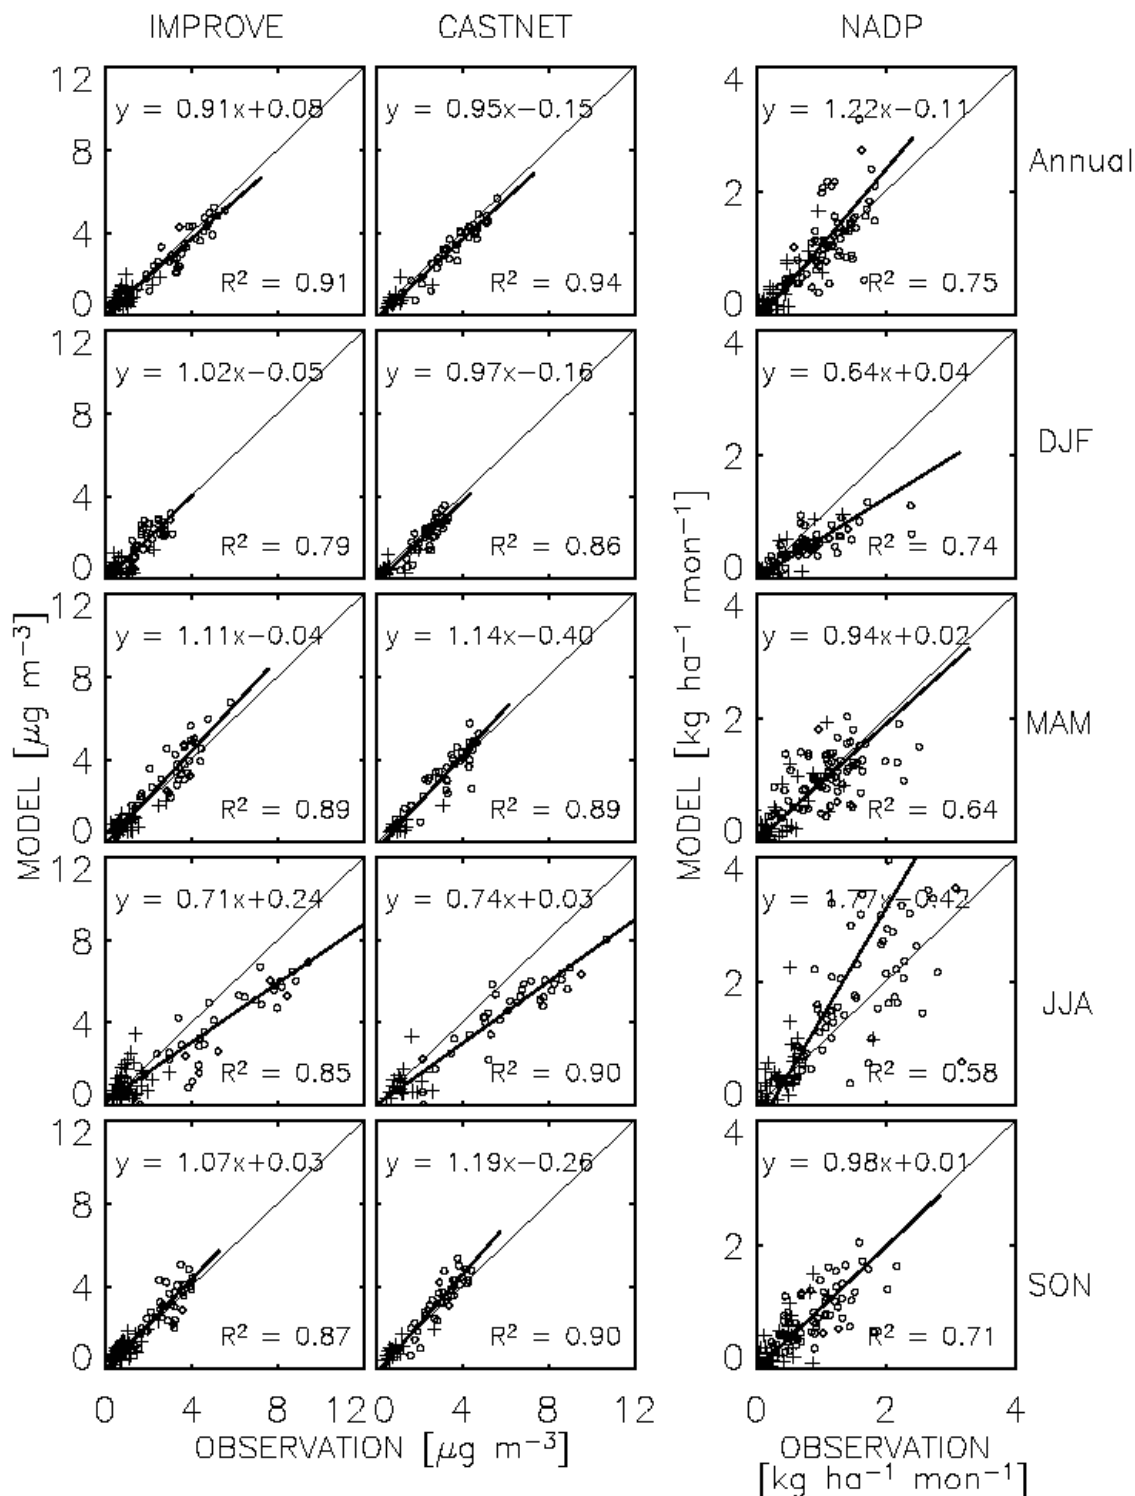 IMPROVE CASTNET NADP
12 4
y = 0.91x+0.08 y = 0.95x−0.15 y = 1.22x−0.11
8 Annual
2
4
R² = 0.91 R² = 0.94 R² = 0.75
0 0
12 4
y = 1.02x−0.05 y = 0.97x−0.16 y = 0.64x+0.04
8 DJF
2
4
R² = 0.79 R² = 0.86 R² = 0.74
0 0
12 4
y = 1.11x−0.04 y = 1.14x−0.40 y = 0.94x+0.02
8 2 MAM
4
R² = 0.89 R² = 0.89 R² = 0.64
0 0
MODEL [μg m⁻³] MODEL [kg ha⁻¹ mon⁻¹]
12 4
y = 0.71x+0.24 y = 0.74x+0.03 y = 1.77x−0.42
8
2 JJA
4
R² = 0.85 R² = 0.90 R² = 0.58
0 0
12 4
y = 1.07x+0.03 y = 1.19x−0.26 y = 0.98x+0.01
8
2
4 SON
R² = 0.87 R² = 0.90 R² = 0.71
0 0
0 4 8 12 0 4 8 12 0 2 4
OBSERVATION [μg m⁻³] OBSERVATION
[kg ha⁻¹ mon⁻¹]